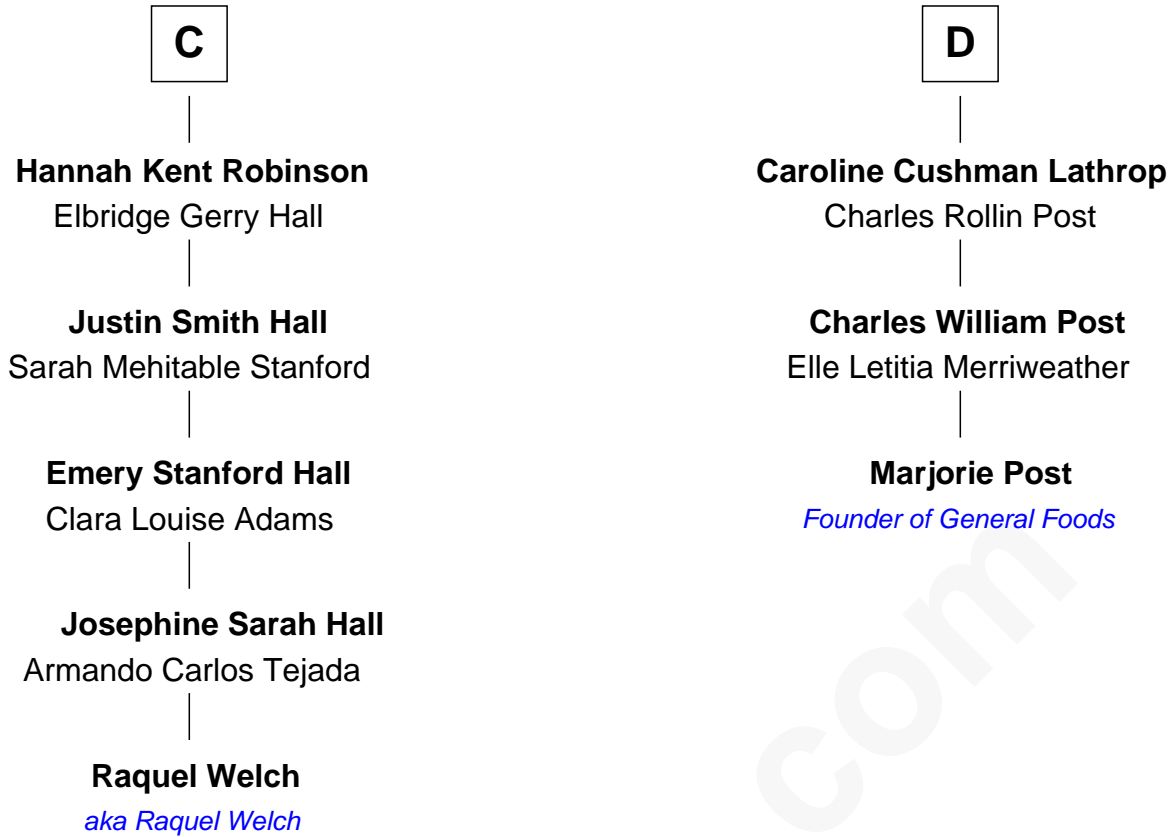 C
Hannah Kent Robinson
Elbridge Gerry Hall
Justin Smith Hall
Sarah Mehitable Stanford
Emery Stanford Hall
Clara Louise Adams
Josephine Sarah Hall
Armando Carlos Tejada
Raquel Welch
aka Raquel Welch
D
Caroline Cushman Lathrop
Charles Rollin Post
Charles William Post
Elle Letitia Merriweather
Marjorie Post
Founder of General Foods
com